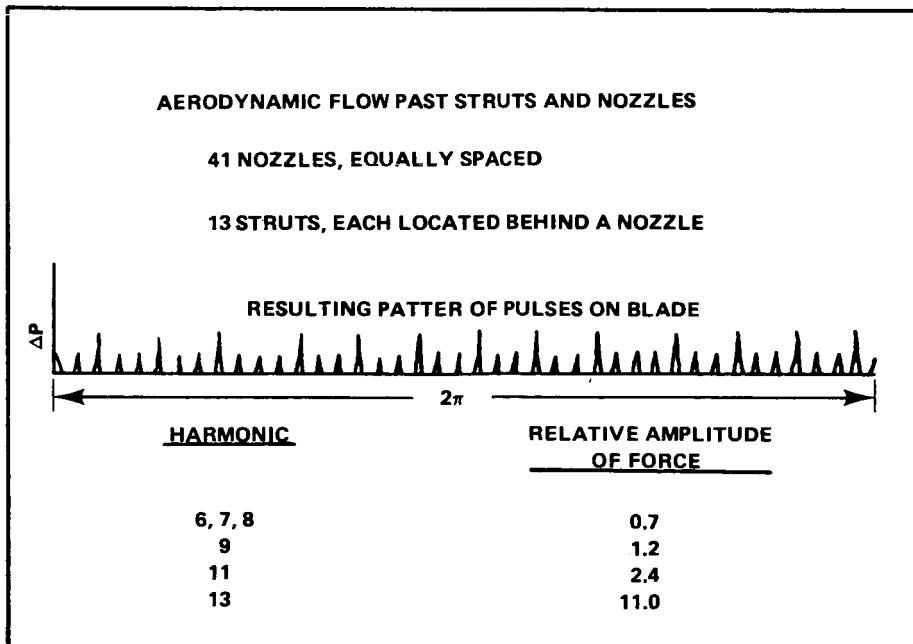 AERODYNAMIC FLOW PAST STRUTS AND NOZZLES
41 NOZZLES, EQUALLY SPACED
13 STRUTS, EACH LOCATED BEHIND A NOZZLE
RESULTING PATTER OF PULSES ON BLADE
ΔP
2π
HARMONIC RELATIVE AMPLITUDE
OF FORCE
6, 7, 8 0.7
9 1.2
11 2.4
13 11.0